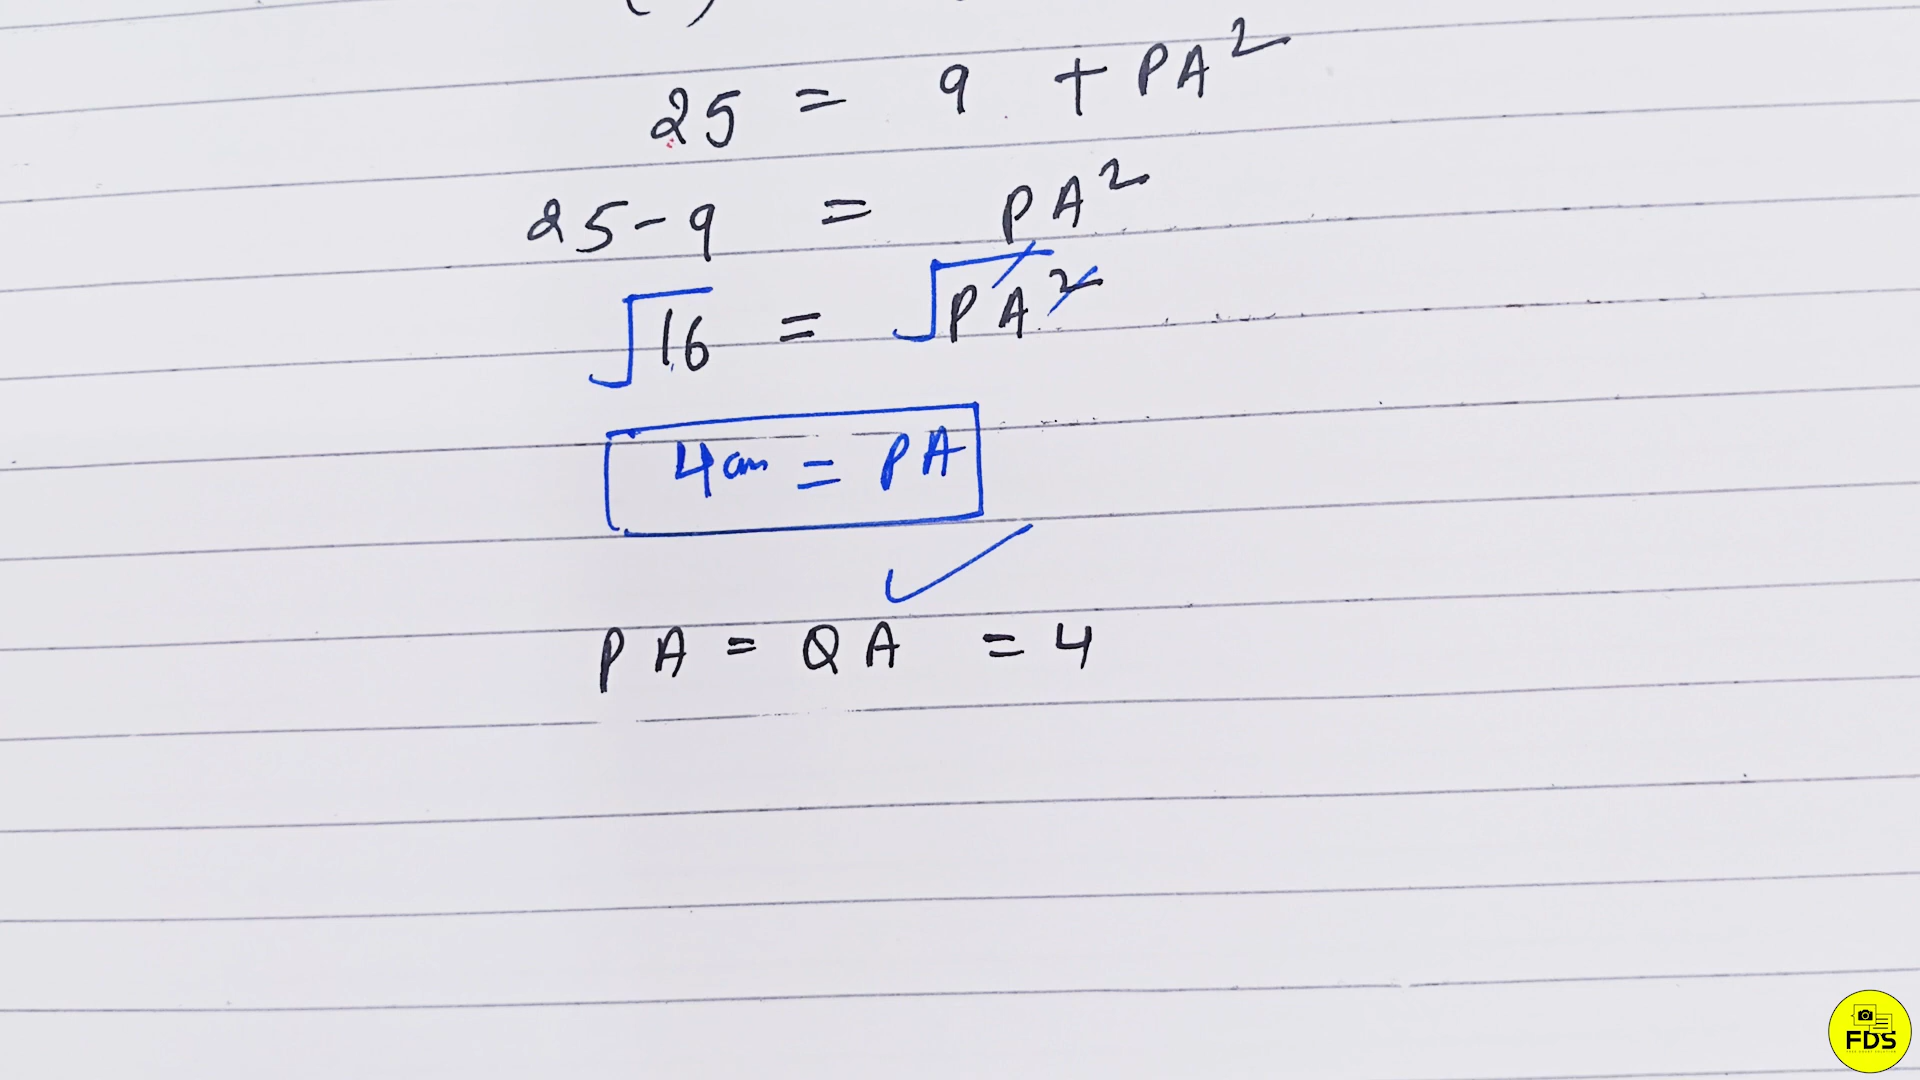 25 = 9 + PA²
25 - 9 = PA²
√16 = √PA²
4cm = PA
PA = QA = 4
FDS